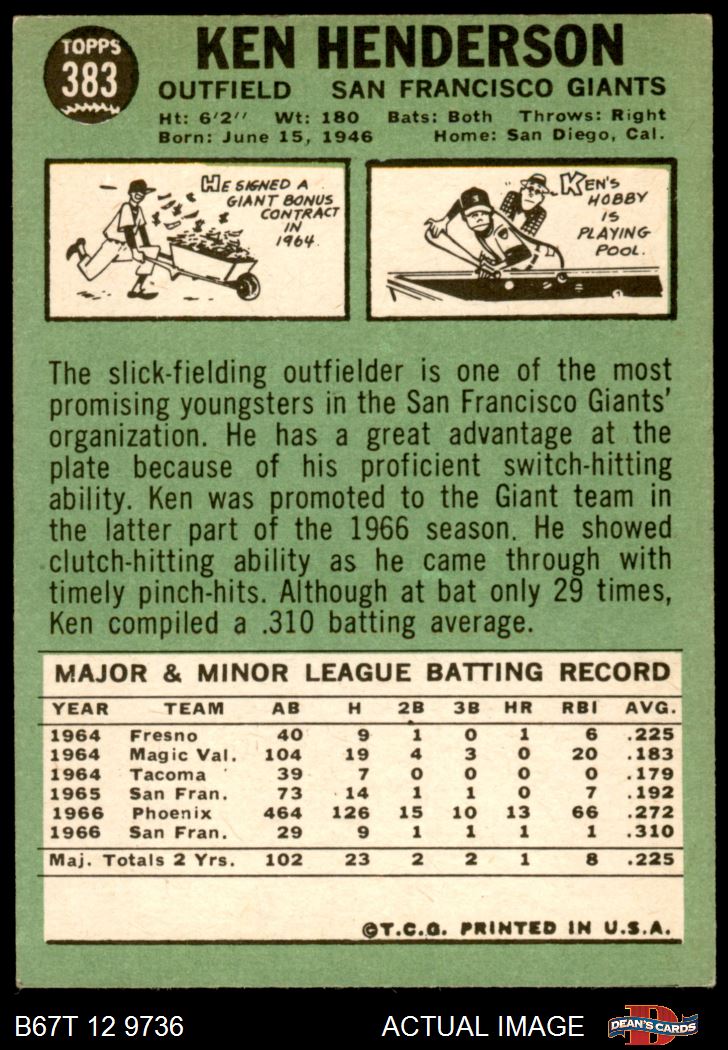 TOPPS
383
KEN HENDERSON
OUTFIELD SAN FRANCISCO GIANTS
Ht: 6'2" Wt: 180 Bats: Both Throws: Right
Born: June 15, 1946 Home: San Diego, Cal.
HE SIGNED A
GIANT BONUS
CONTRACT
IN
1964.
KEN'S
HOBBY
IS
PLAYING
POOL.
The slick-fielding outfielder is one of the most
promising youngsters in the San Francisco Giants'
organization. He has a great advantage at the
plate because of his proficient switch-hitting
ability. Ken was promoted to the Giant team in
the latter part of the 1966 season. He showed
clutch-hitting ability as he came through with
timely pinch-hits. Although at bat only 29 times,
Ken compiled a .310 batting average.
MAJOR & MINOR LEAGUE BATTING RECORD
YEAR TEAM AB H 2B 3B HR RBI AVG.
1964 Fresno 40 9 1 0 1 6 .225
1964 Magic Val. 104 19 4 3 0 20 .183
1964 Tacoma 39 7 0 0 0 0 .179
1965 San Fran. 73 14 1 1 0 7 .192
1966 Phoenix 464 126 15 10 13 66 .272
1966 San Fran. 29 9 1 1 1 1 .310
Maj. Totals 2 Yrs. 102 23 2 2 1 8 .225
©T.C.G. PRINTED IN U.S.A.
B67T 12 9736 ACTUAL IMAGE DEAN'S CARDS